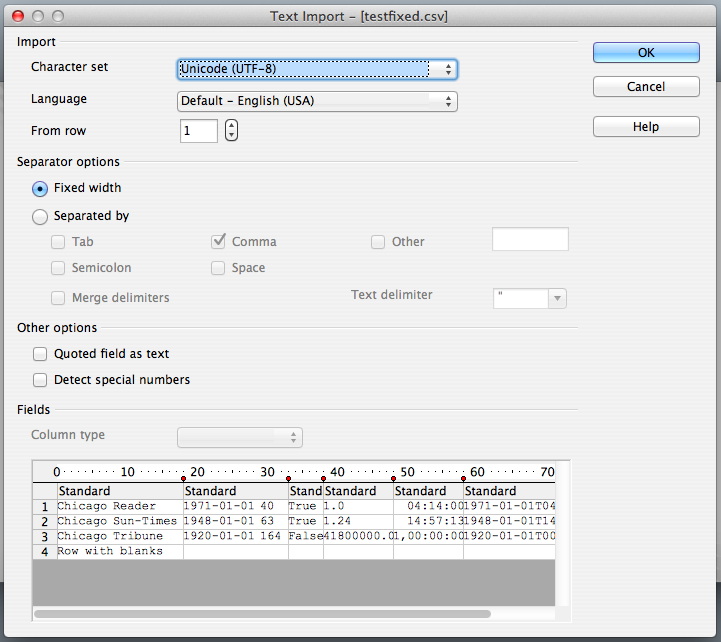 Text Import - [testfixed.csv]
Import
Character set Unicode (UTF-8)
Language Default - English (USA)
From row 1
OK
Cancel
Help
Separator options
Fixed width
Separated by
Tab Comma Other
Semicolon Space
Merge delimiters Text delimiter "
Other options
Quoted field as text
Detect special numbers
Fields
Column type
0 10 20 30 40 50 60 70
Standard Standard Stand Standard Standard Standard
1 Chicago Reader 1971-01-01 40 True 1.0 04:14:00 1971-01-01T04
2 Chicago Sun-Times 1948-01-01 63 True 1.24 14:57:13 1948-01-01T14
3 Chicago Tribune 1920-01-01 164 False 41800000.0 1,00:00:00 1920-01-01T00
4 Row with blanks